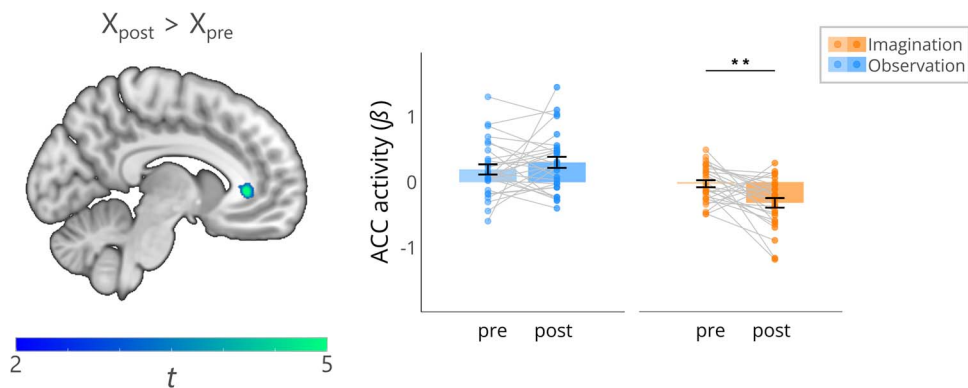 X_post > X_pre
2 5
t
ACC activity (β)
1
0
-1
pre post
**
pre post
Imagination
Observation